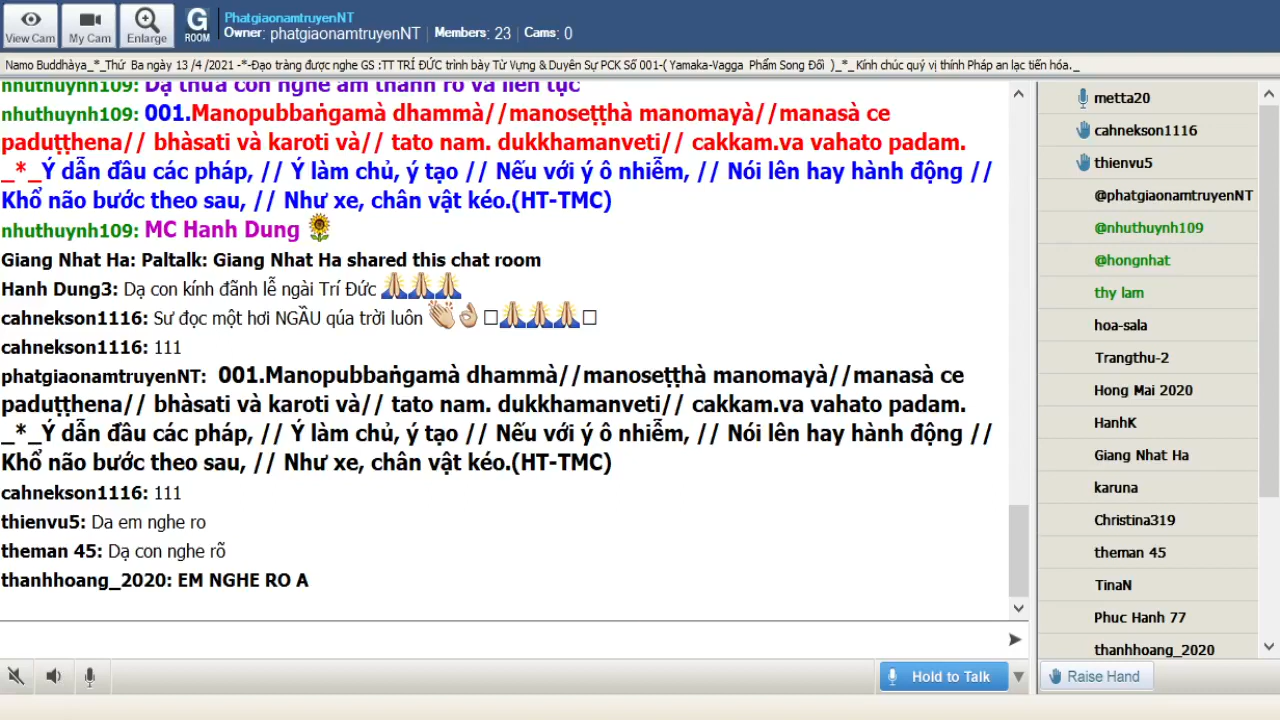 View Cam
My Cam
Enlarge
G
ROOM
PhatgiaonamtruyenNT
Owner: phatgiaonamtruyenNT | Members: 23 | Cams: 0
Namo Buddhàya_*_Thứ Ba ngày 13 /4 /2021 -*-Đạo tràng được nghe GS :TT TRÍ ĐỨC trình bày Từ Vựng & Duyên Sự PCK Số 001-( Yamaka-Vagga Phẩm Song Đối )_*_ Kính chúc quý vị thính Pháp an lạc tiến hóa._
nhuthuynh109: Dạ thưa con nghe âm thanh rõ và liên tục
nhuthuynh109: 001.Manopubbaṅgamà dhammà//manoseṭṭhà manomayà//manasà ce
paduṭṭhena// bhàsati và karoti và// tato nam. dukkhamanveti// cakkam.va vahato padam.
_*_Ý dẫn đầu các pháp, // Ý làm chủ, ý tạo // Nếu với ý ô nhiễm, // Nói lên hay hành động //
Khổ não bước theo sau, // Như xe, chân vật kéo.(HT-TMC)
nhuthuynh109: MC Hanh Dung
Giang Nhat Ha: Paltalk: Giang Nhat Ha shared this chat room
Hanh Dung3: Dạ con kính đãnh lễ ngài Trí Đức
cahnekson1116: Sư đọc một hơi NGẦU qúa trời luôn
cahnekson1116: 111
phatgiaonamtruyenNT: 001.Manopubbaṅgamà dhammà//manoseṭṭhà manomayà//manasà ce
paduṭṭhena// bhàsati và karoti và// tato nam. dukkhamanveti// cakkam.va vahato padam.
_*_Ý dẫn đầu các pháp, // Ý làm chủ, ý tạo // Nếu với ý ô nhiễm, // Nói lên hay hành động //
Khổ não bước theo sau, // Như xe, chân vật kéo.(HT-TMC)
cahnekson1116: 111
thienvu5: Da em nghe ro
theman 45: Dạ con nghe rõ
thanhhoang_2020: EM NGHE RO A
Hold to Talk
metta20
cahnekson1116
thienvu5
@phatgiaonamtruyenNT
@nhuthuynh109
@hongnhat
thy lam
hoa-sala
Trangthu-2
Hong Mai 2020
HanhK
Giang Nhat Ha
karuna
Christina319
theman 45
TinaN
Phuc Hanh 77
thanhhoang_2020
Raise Hand